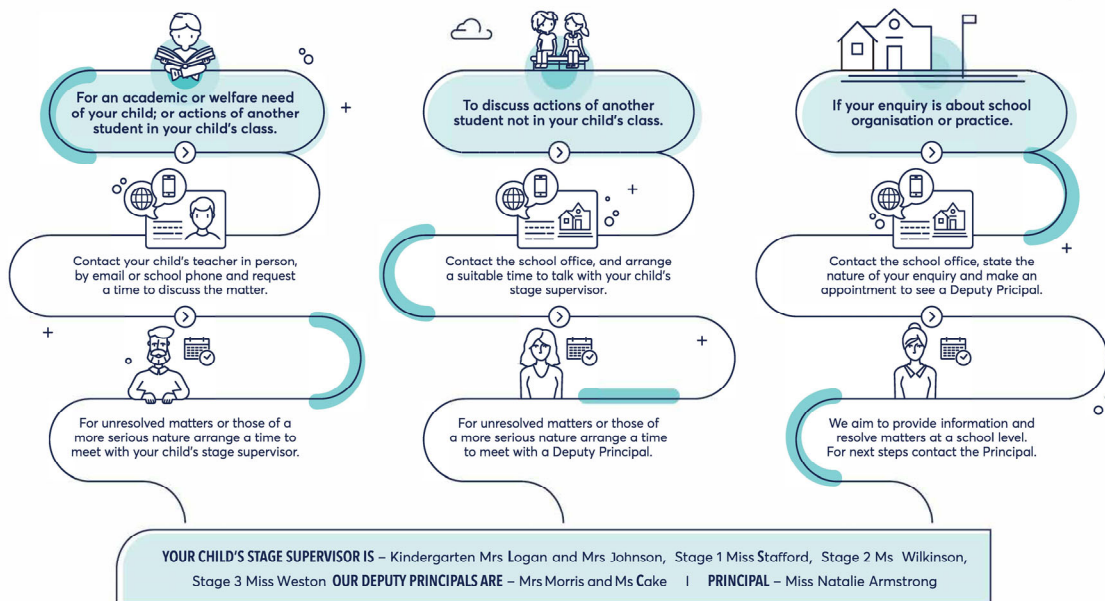 For an academic or welfare need
of your child; or actions of another
student in your child's class.
Contact your child's teacher in person,
by email or school phone and request
a time to discuss the matter.
For unresolved matters or those of a
more serious nature arrange a time to
meet with your child's stage supervisor.
To discuss actions of another
student not in your child's class.
Contact the school office, and arrange
a suitable time to talk with your child's
stage supervisor.
For unresolved matters or those of
a more serious nature arrange a time
to meet with a Deputy Principal.
If your enquiry is about school
organisation or practice.
Contact the school office, state the
nature of your enquiry and make an
appointment to see a Deputy Pricipal.
We aim to provide information and
resolve matters at a school level.
For next steps contact the Principal.
YOUR CHILD'S STAGE SUPERVISOR IS – Kindergarten Mrs Logan and Mrs Johnson, Stage 1 Miss Stafford, Stage 2 Ms Wilkinson,
Stage 3 Miss Weston OUR DEPUTY PRINCIPALS ARE – Mrs Morris and Ms Cake | PRINCIPAL – Miss Natalie Armstrong